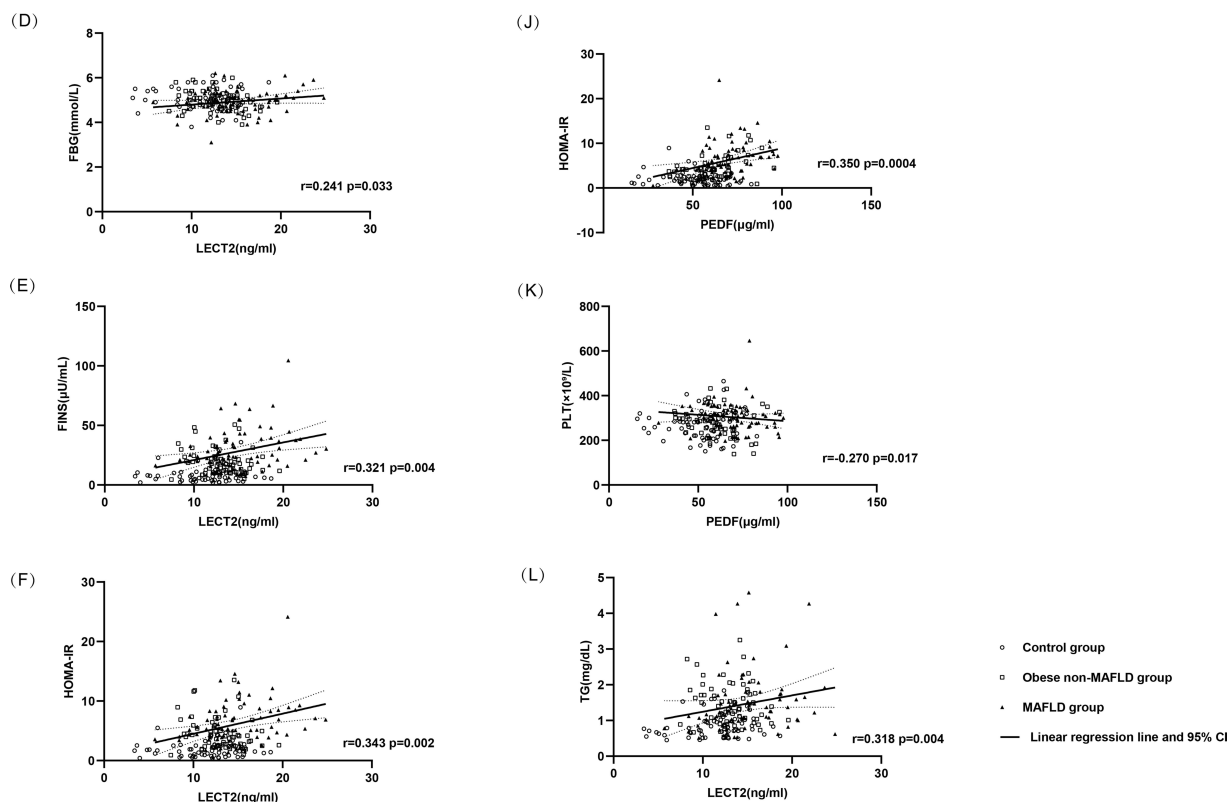 (D)
8
6
4
2
0
FBG(mmol/L)
r=0.241 p=0.033
0
10
20
30
LECT2(ng/ml)
(J)
30
20
10
0
-10
HOMA-IR
r=0.350 p=0.0004
50
100
150
PEDF(μg/ml)
(E)
150
100
50
0
FINS(μU/mL)
r=0.321 p=0.004
0
10
20
30
LECT2(ng/ml)
(K)
800
600
400
200
0
PLT(×10⁹/L)
r=-0.270 p=0.017
0
50
100
150
PEDF(μg/ml)
(F)
30
20
10
0
HOMA-IR
r=0.343 p=0.002
0
10
20
30
LECT2(ng/ml)
(L)
5
4
3
2
1
0
TG(mg/dL)
r=0.318 p=0.004
0
10
20
30
LECT2(ng/ml)
Control group
Obese non-MAFLD group
MAFLD group
Linear regression line and 95% CI